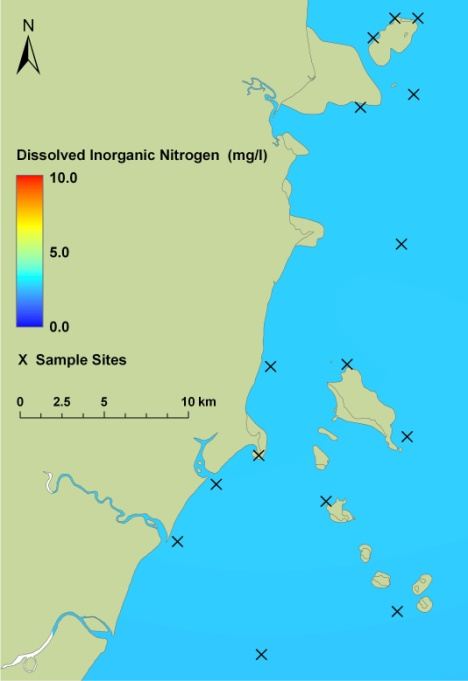 N
Dissolved Inorganic Nitrogen (mg/l)
10.0
5.0
0.0
X Sample Sites
0 2.5 5 10 km